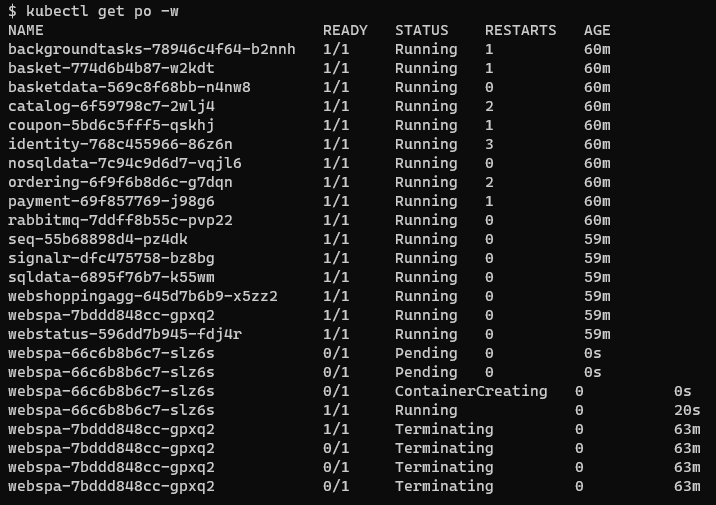 $ kubectl get po -w
NAME READY STATUS RESTARTS AGE
backgroundtasks-78946c4f64-b2nnh 1/1 Running 1 60m
basket-774d6b4b87-w2kdt 1/1 Running 1 60m
basketdata-569c8f68bb-n4nw8 1/1 Running 0 60m
catalog-6f59798c7-2wlj4 1/1 Running 2 60m
coupon-5bd6c5fff5-qskhj 1/1 Running 1 60m
identity-768c455966-86z6n 1/1 Running 3 60m
nosqldata-7c94c9d6d7-vqjl6 1/1 Running 0 60m
ordering-6f9f6b8d6c-g7dqn 1/1 Running 2 60m
payment-69f857769-j98g6 1/1 Running 1 60m
rabbitmq-7ddff8b55c-pvp22 1/1 Running 0 60m
seq-55b68898d4-pz4dk 1/1 Running 0 59m
signalr-dfc475758-bz8bg 1/1 Running 0 59m
sqldata-6895f76b7-k55wm 1/1 Running 0 59m
webshoppingagg-645d7b6b9-x5zz2 1/1 Running 0 59m
webspa-7bddd848cc-gpxq2 1/1 Running 0 59m
webstatus-596dd7b945-fdj4r 1/1 Running 0 59m
webspa-66c6b8b6c7-slz6s 0/1 Pending 0 0s
webspa-66c6b8b6c7-slz6s 0/1 Pending 0 0s
webspa-66c6b8b6c7-slz6s 0/1 ContainerCreating 0 0s
webspa-66c6b8b6c7-slz6s 1/1 Running 0 20s
webspa-7bddd848cc-gpxq2 1/1 Terminating 0 63m
webspa-7bddd848cc-gpxq2 0/1 Terminating 0 63m
webspa-7bddd848cc-gpxq2 0/1 Terminating 0 63m
webspa-7bddd848cc-gpxq2 0/1 Terminating 0 63m